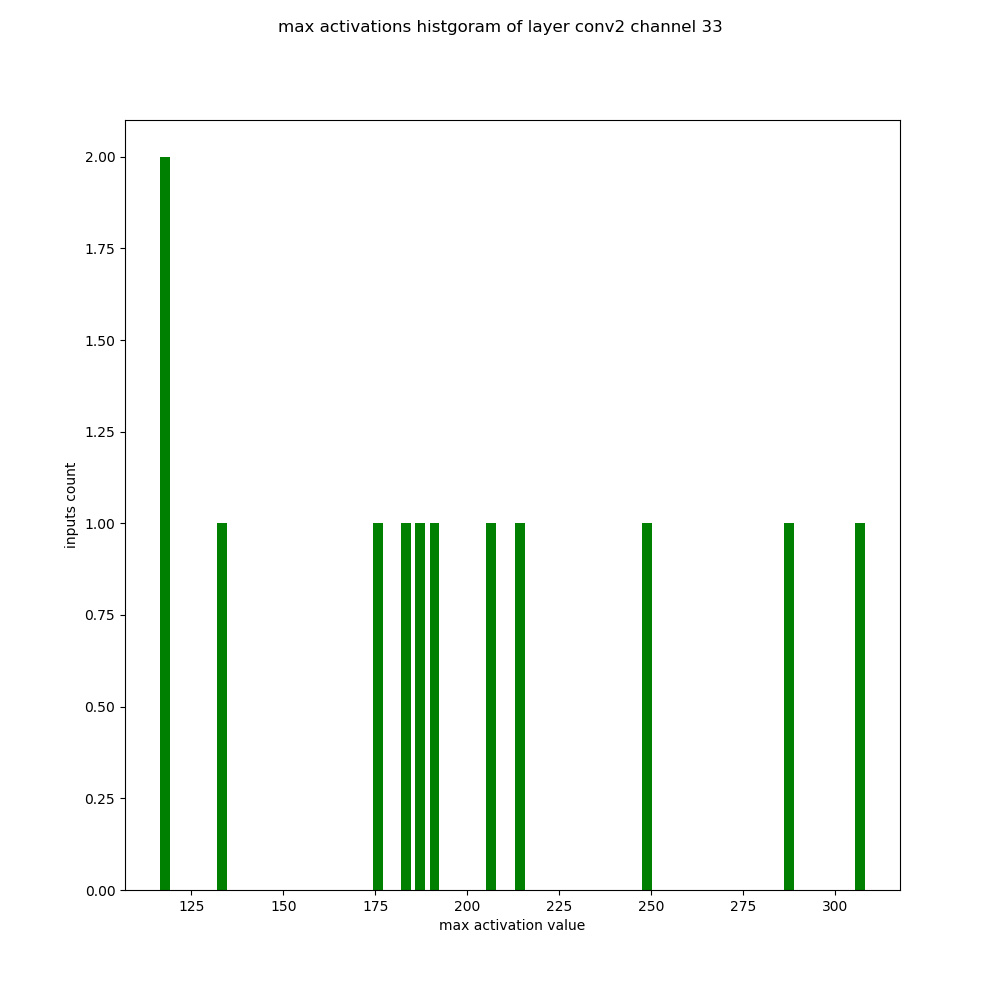 max activations histgoram of layer conv2 channel 33
2.00
1.75
1.50
1.25
1.00
0.75
0.50
0.25
0.00
inputs count
125 150 175 200 225 250 275 300
max activation value